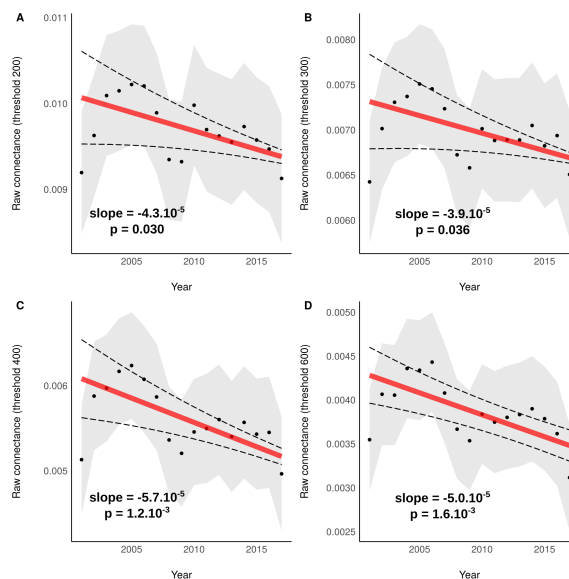 A
Raw connectance (threshold 200)
0.011
0.010
0.009
slope = -4.3.10-5
p = 0.030
2005 2010 2015
Year
B
Raw connectance (threshold 300)
0.0080
0.0075
0.0070
0.0065
0.0060
slope = -3.9.10-5
p = 0.036
2005 2010 2015
Year
C
Raw connectance (threshold 400)
0.006
0.005
slope = -5.7.10-5
p = 1.2.10-3
2005 2010 2015
Year
D
Raw connectance (threshold 600)
0.0050
0.0045
0.0040
0.0035
0.0030
0.0025
slope = -5.0.10-5
p = 1.6.10-3
2005 2010 2015
Year